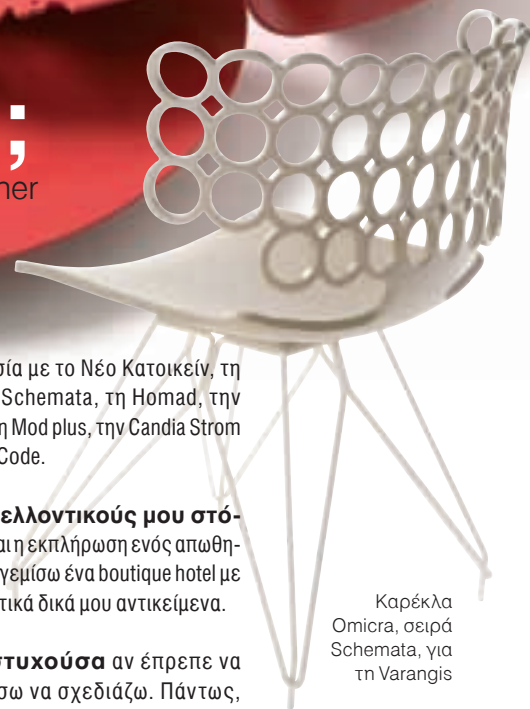 ;
ner
σία με το Νέο Κατοικείν, τη
Schemata, τη Homad, την
η Mod plus, την Candia Strom
Code.
ελλοντικούς μου στό-
αι η εκπλήρωση ενός απωθη-
γεμίσω ένα boutique hotel με
τικά δικά μου αντικείμενα.
στυχούσα αν έπρεπε να
σω να σχεδιάζω. Πάντως,
Καρέκλα
Omicra, σειρά
Schemata, για
τη Varangis